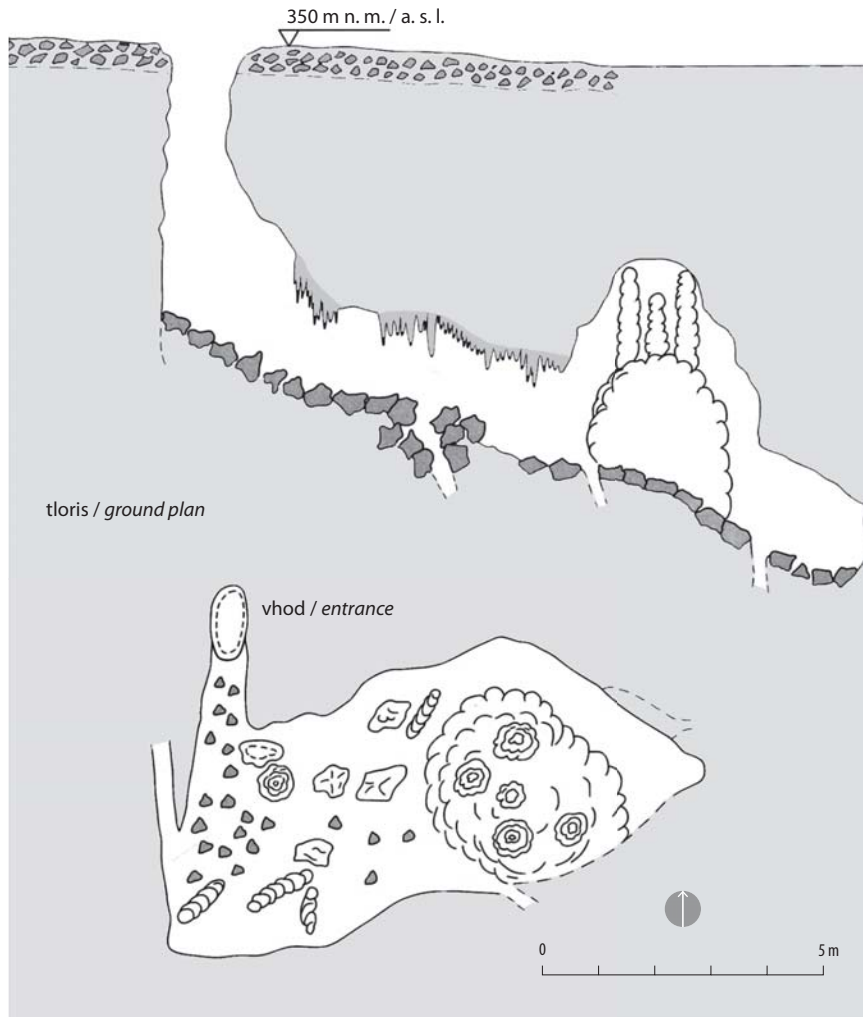 350 m n. m. / a. s. l.
tloris / ground plan
vhod / entrance
0 5 m